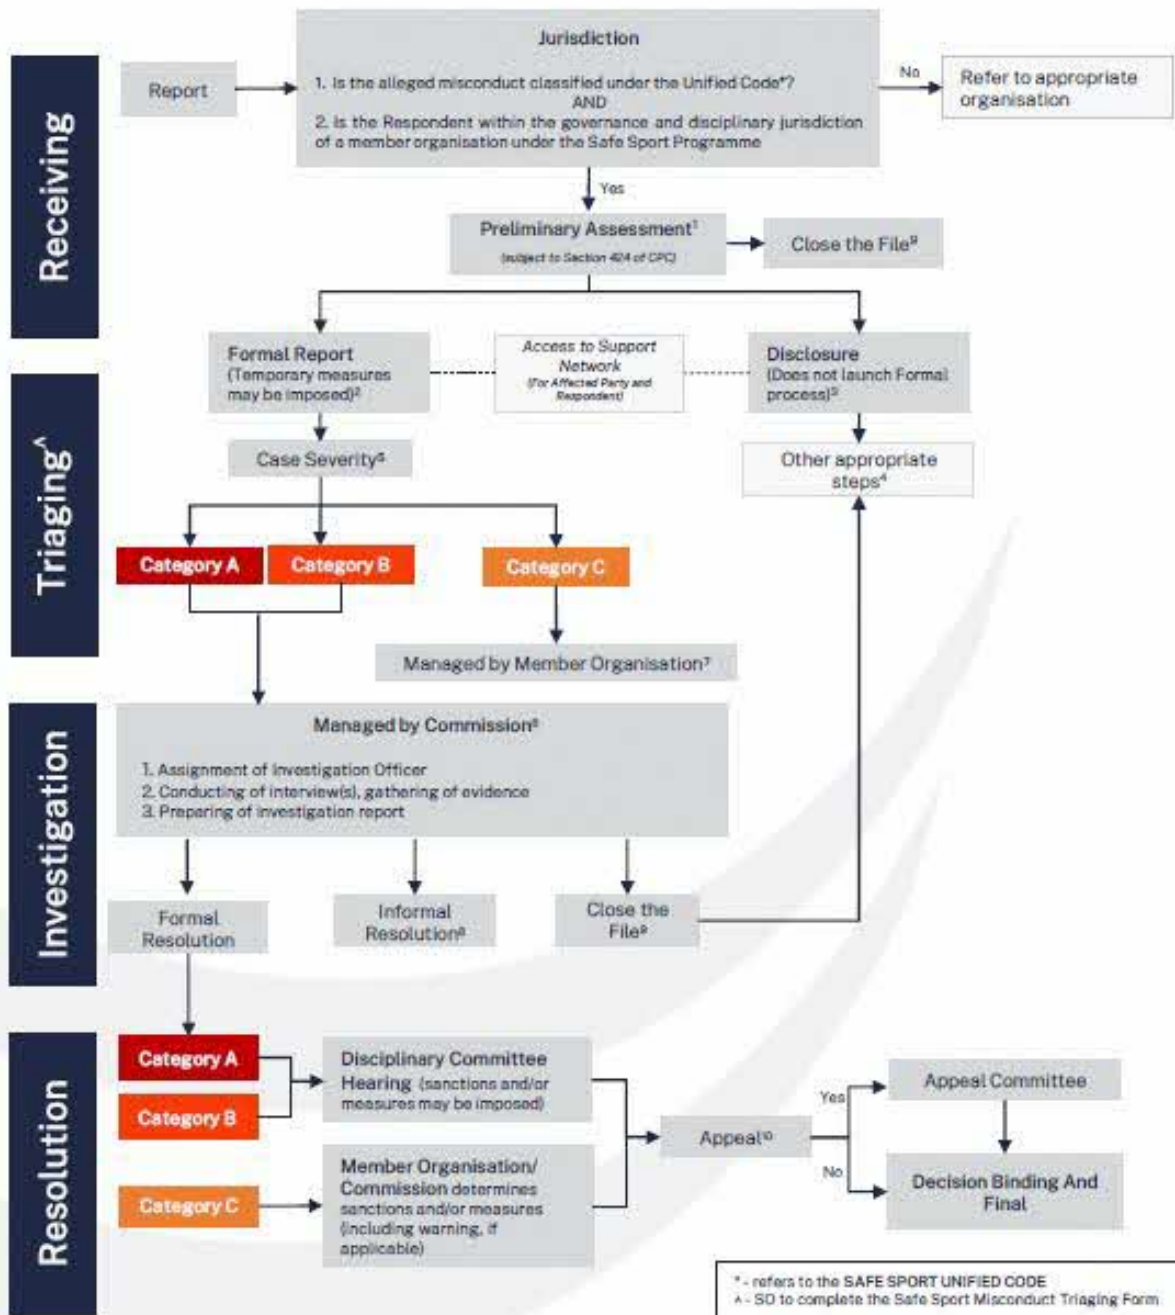 Receiving
Jurisdiction
1. Is the alleged misconduct classified under the Unified Code*?
AND
2. Is the Respondent within the governance and disciplinary jurisdiction
of a member organisation under the Safe Sport Programme
Report
No
Refer to appropriate
organisation
Yes
Preliminary Assessment¹
(subject to Section 424 of CPC)
Close the File⁹
Triaging^
Formal Report
(Temporary measures
may be imposed)²
Access to Support
Network
(For Affected Party and
Respondent)
Disclosure
(Does not launch Formal
process)³
Case Severity⁵
Other appropriate
steps⁴
Category A
Category B
Category C
Managed by Member Organisation⁷
Investigation
Managed by Commission⁶
1. Assignment of Investigation Officer
2. Conducting of interview(s), gathering of evidence
3. Preparing of investigation report
Formal
Resolution
Informal
Resolution⁸
Close the
File⁹
Resolution
Category A
Category B
Disciplinary Committee
Hearing (sanctions and/or
measures may be imposed)
Category C
Member Organisation/
Commission determines
sanctions and/or measures
(including warning, if
applicable)
Appeal¹⁰
Yes
No
Appeal Committee
Decision Binding And
Final
* - refers to the SAFE SPORT UNIFIED CODE
^ - SO to complete the Safe Sport Misconduct Triaging Form